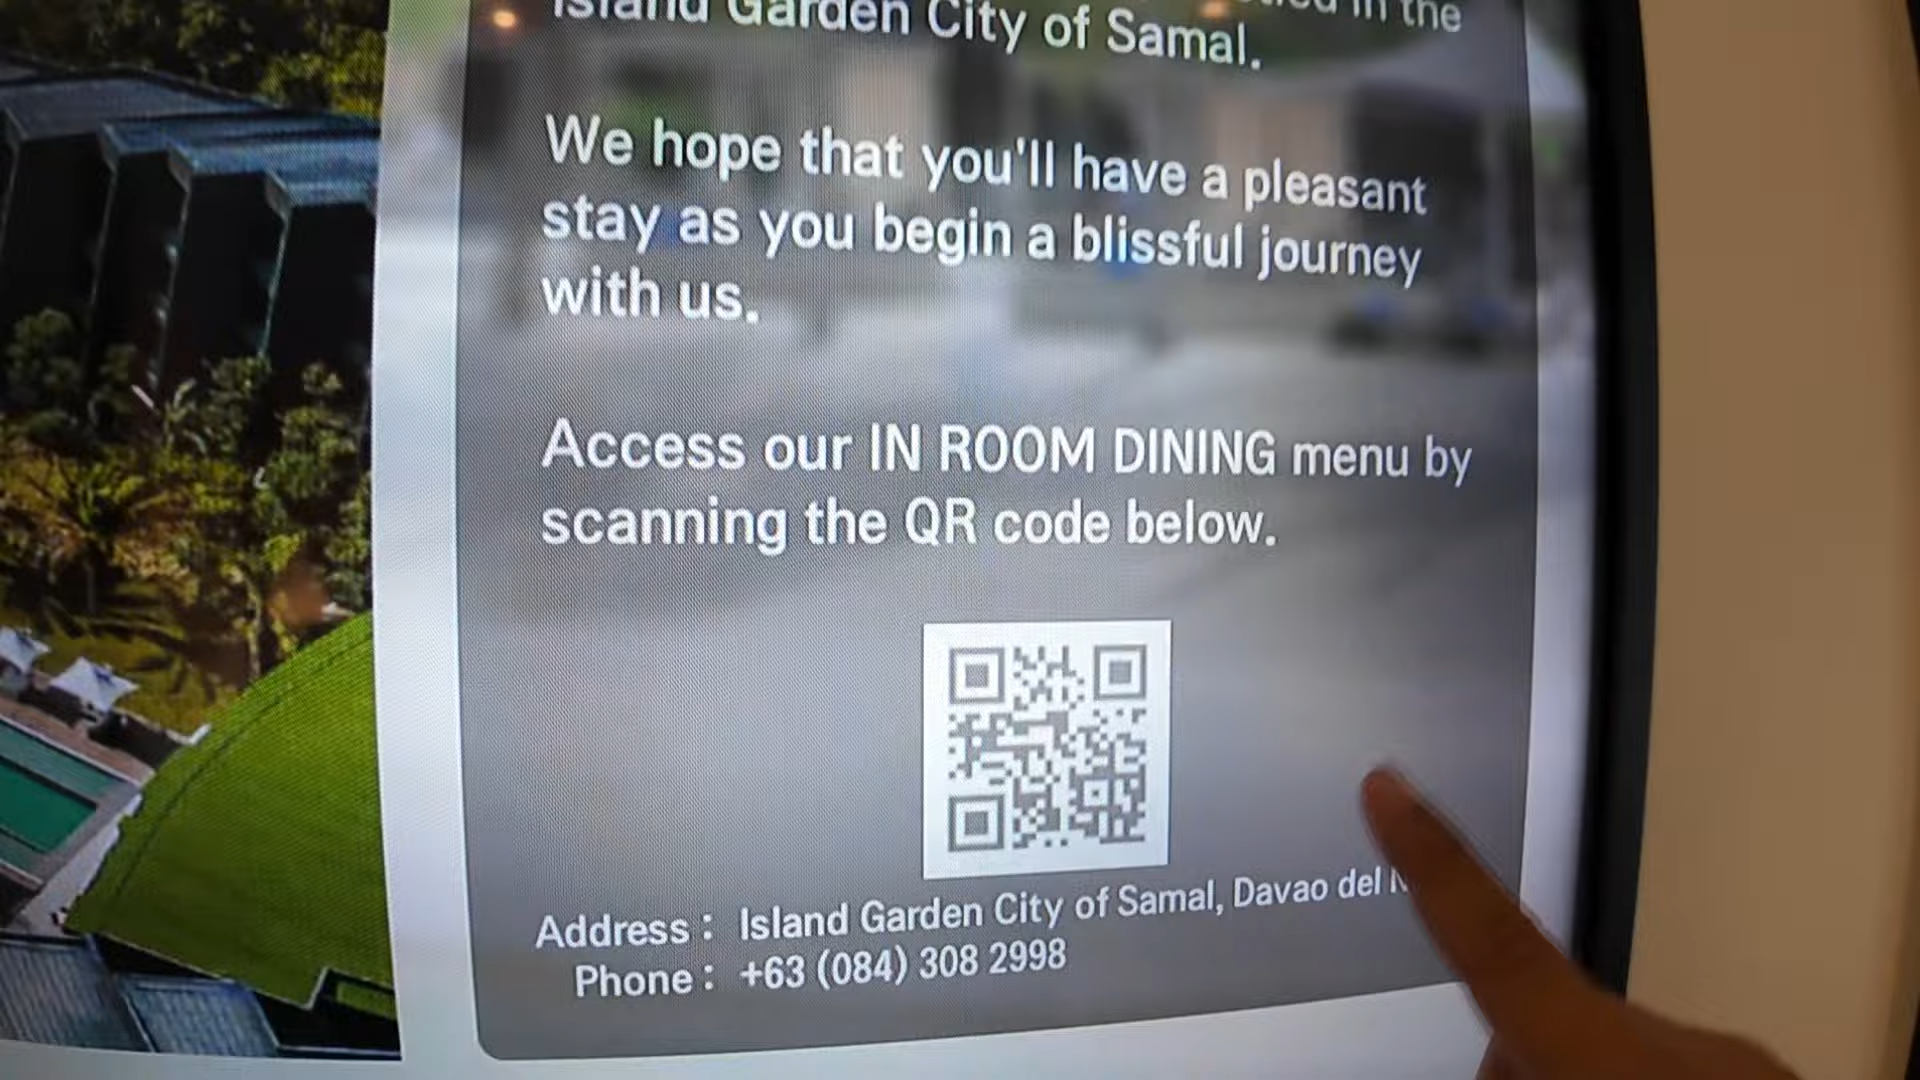 Island Garden City of Samal.
in the
We hope that you'll have a pleasant
stay as you begin a blissful journey
with us.
Access our IN ROOM DINING menu by
scanning the QR code below.
Address : Island Garden City of Samal, Davao del
Phone : +63 (084) 308 2998